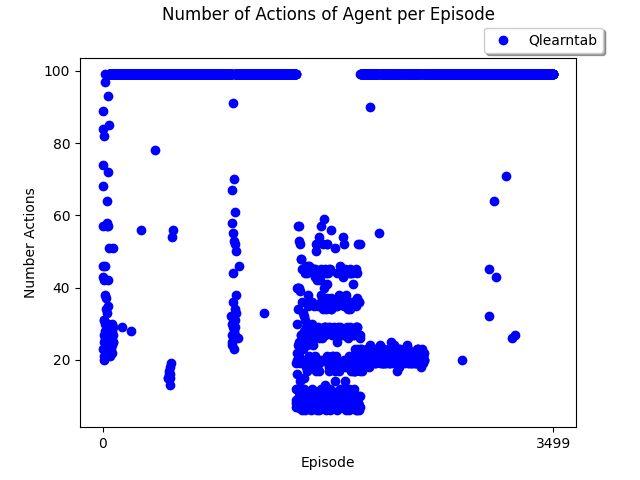 Number of Actions of Agent per Episode
Qlearntab
100
80
60
40
20
Number Actions
0
3499
Episode